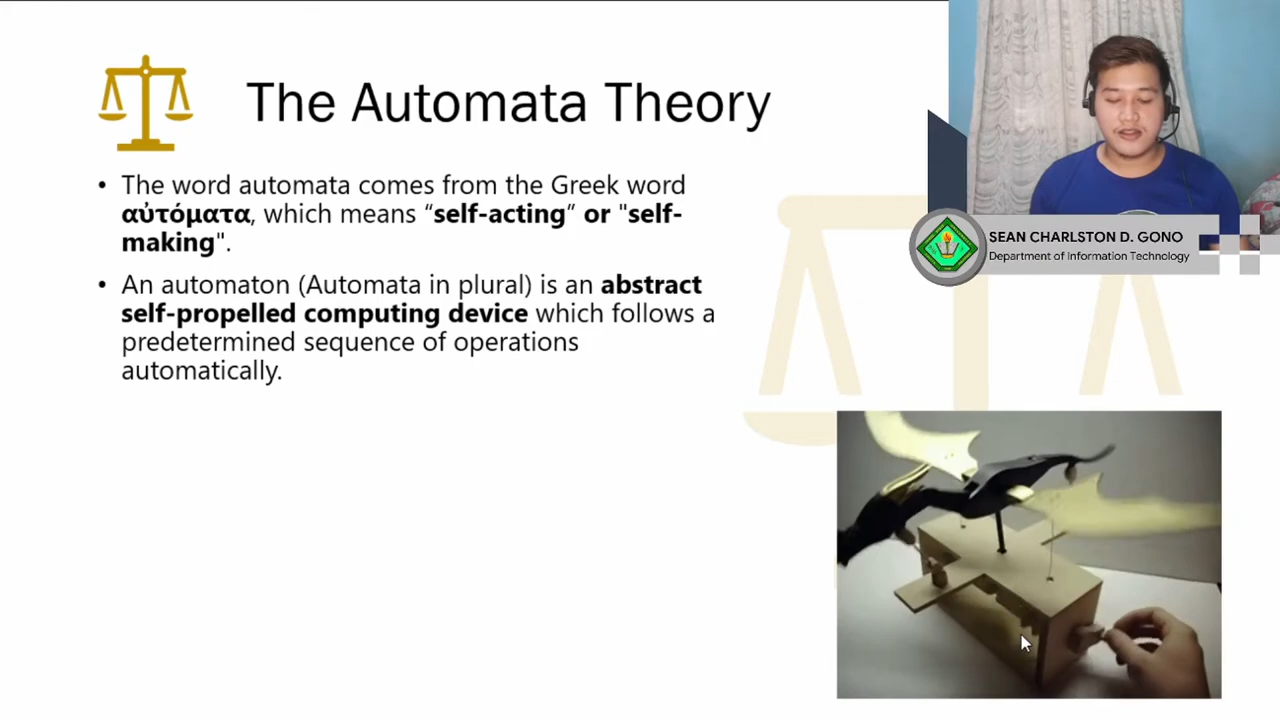 The Automata Theory
• The word automata comes from the Greek word
αὐτόματα, which means “self-acting” or "self-
making".
• An automaton (Automata in plural) is an abstract
self-propelled computing device which follows a
predetermined sequence of operations
automatically.
SEAN CHARLSTON D. GONO
Department of Information Technology